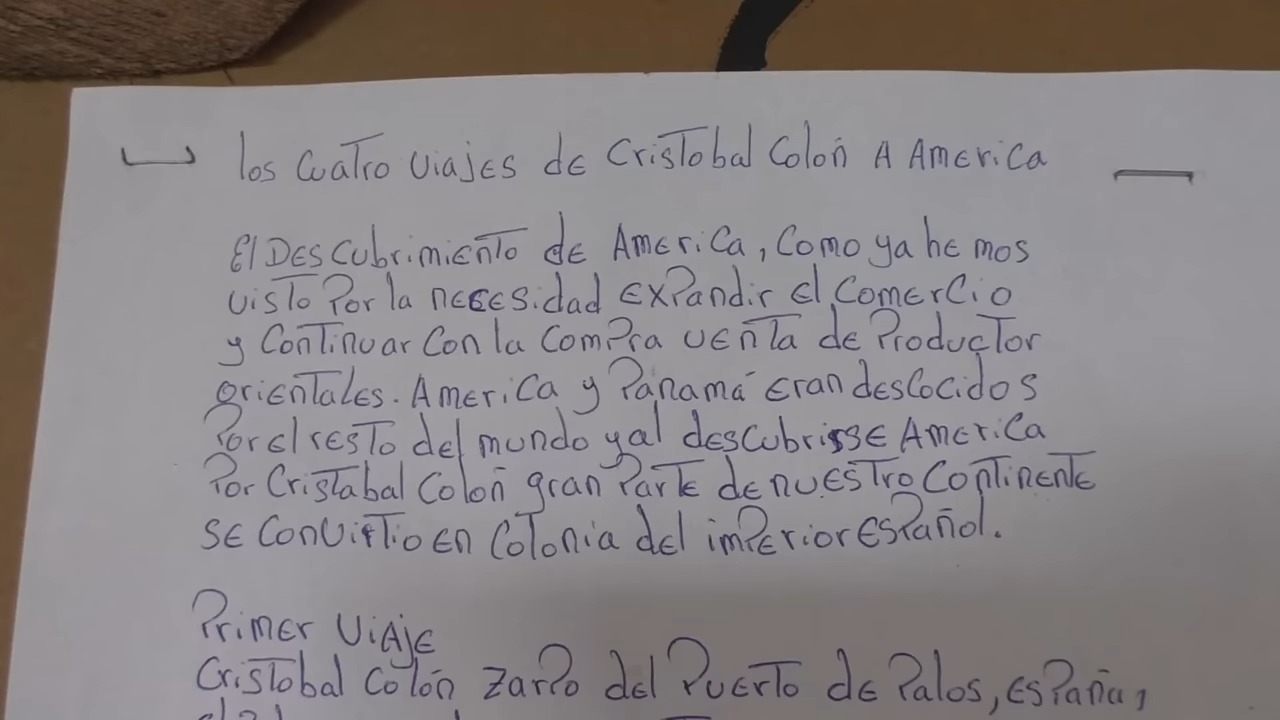 los cuatro viajes de Cristobal Colon A America
El Descubrimiento de America, Como ya hemos
visto Por la necesidad expandir el Comercio
y Continuar Con la Compra venta de Productor
orientales. America y Panamá eran descocidos
Por el resto del mundo y al descubrirse America
Por Cristabal Colon gran Parte de nuestro Continente
se Convirtio en Colonia del imperior español.
Primer viaje
Cristobal Colón zarpo del Puerto de Palos, españa,